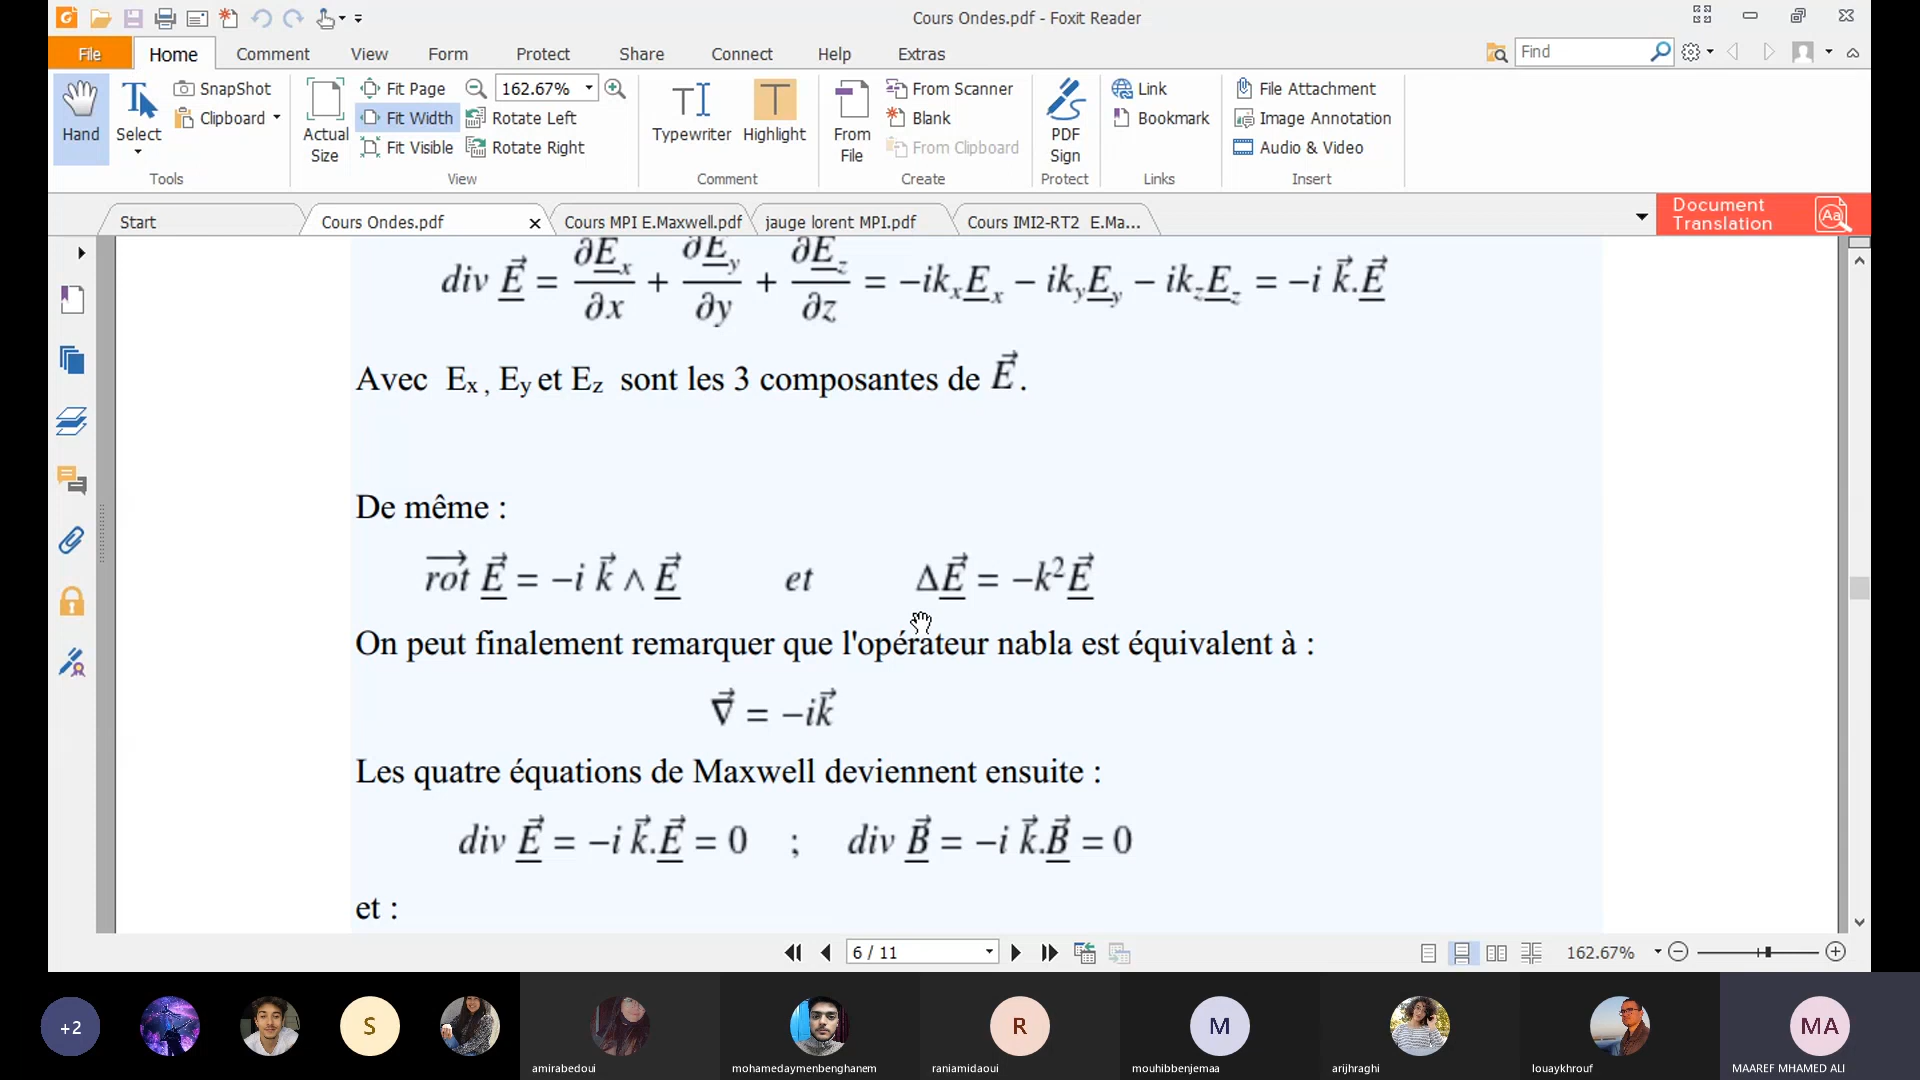 Cours Ondes.pdf - Foxit Reader
File Home Comment View Form Protect Share Connect Help Extras Find
SnapShot Fit Page 162.67% From Scanner Link File Attachment
Clipboard Fit Width Rotate Left Blank Bookmark Image Annotation
Hand Select Actual Size Fit Visible Rotate Right Typewriter Highlight From File From Clipboard PDF Sign Audio & Video
Tools View Comment Create Protect Links Insert
Start Cours Ondes.pdf Cours MPI E.Maxwell.pdf jauge lorent MPI.pdf Cours IMI2-RT2 E.Ma... Document Translation
div E⃗ = ∂Eₓ/∂x + ∂E_y/∂y + ∂E_z/∂z = −ikₓEₓ − ik_yE_y − ik_zE_z = −i k⃗.E⃗
Avec Eₓ , E_y et E_z sont les 3 composantes de E⃗.
De même :
rot E⃗ = −i k⃗ ∧ E⃗ et ΔE⃗ = −k²E⃗
On peut finalement remarquer que l'opérateur nabla est équivalent à :
∇⃗ = −ik⃗
Les quatre équations de Maxwell deviennent ensuite :
div E⃗ = −i k⃗.E⃗ = 0 ; div B⃗ = −i k⃗.B⃗ = 0
et :
6 / 11 162.67%
+2 S R M MA
amirabedoui mohamedaymenbenghanem raniamidaoui mouhibbenjemaa arijhraghi louaykhrouf MAAREF MHAMED ALI